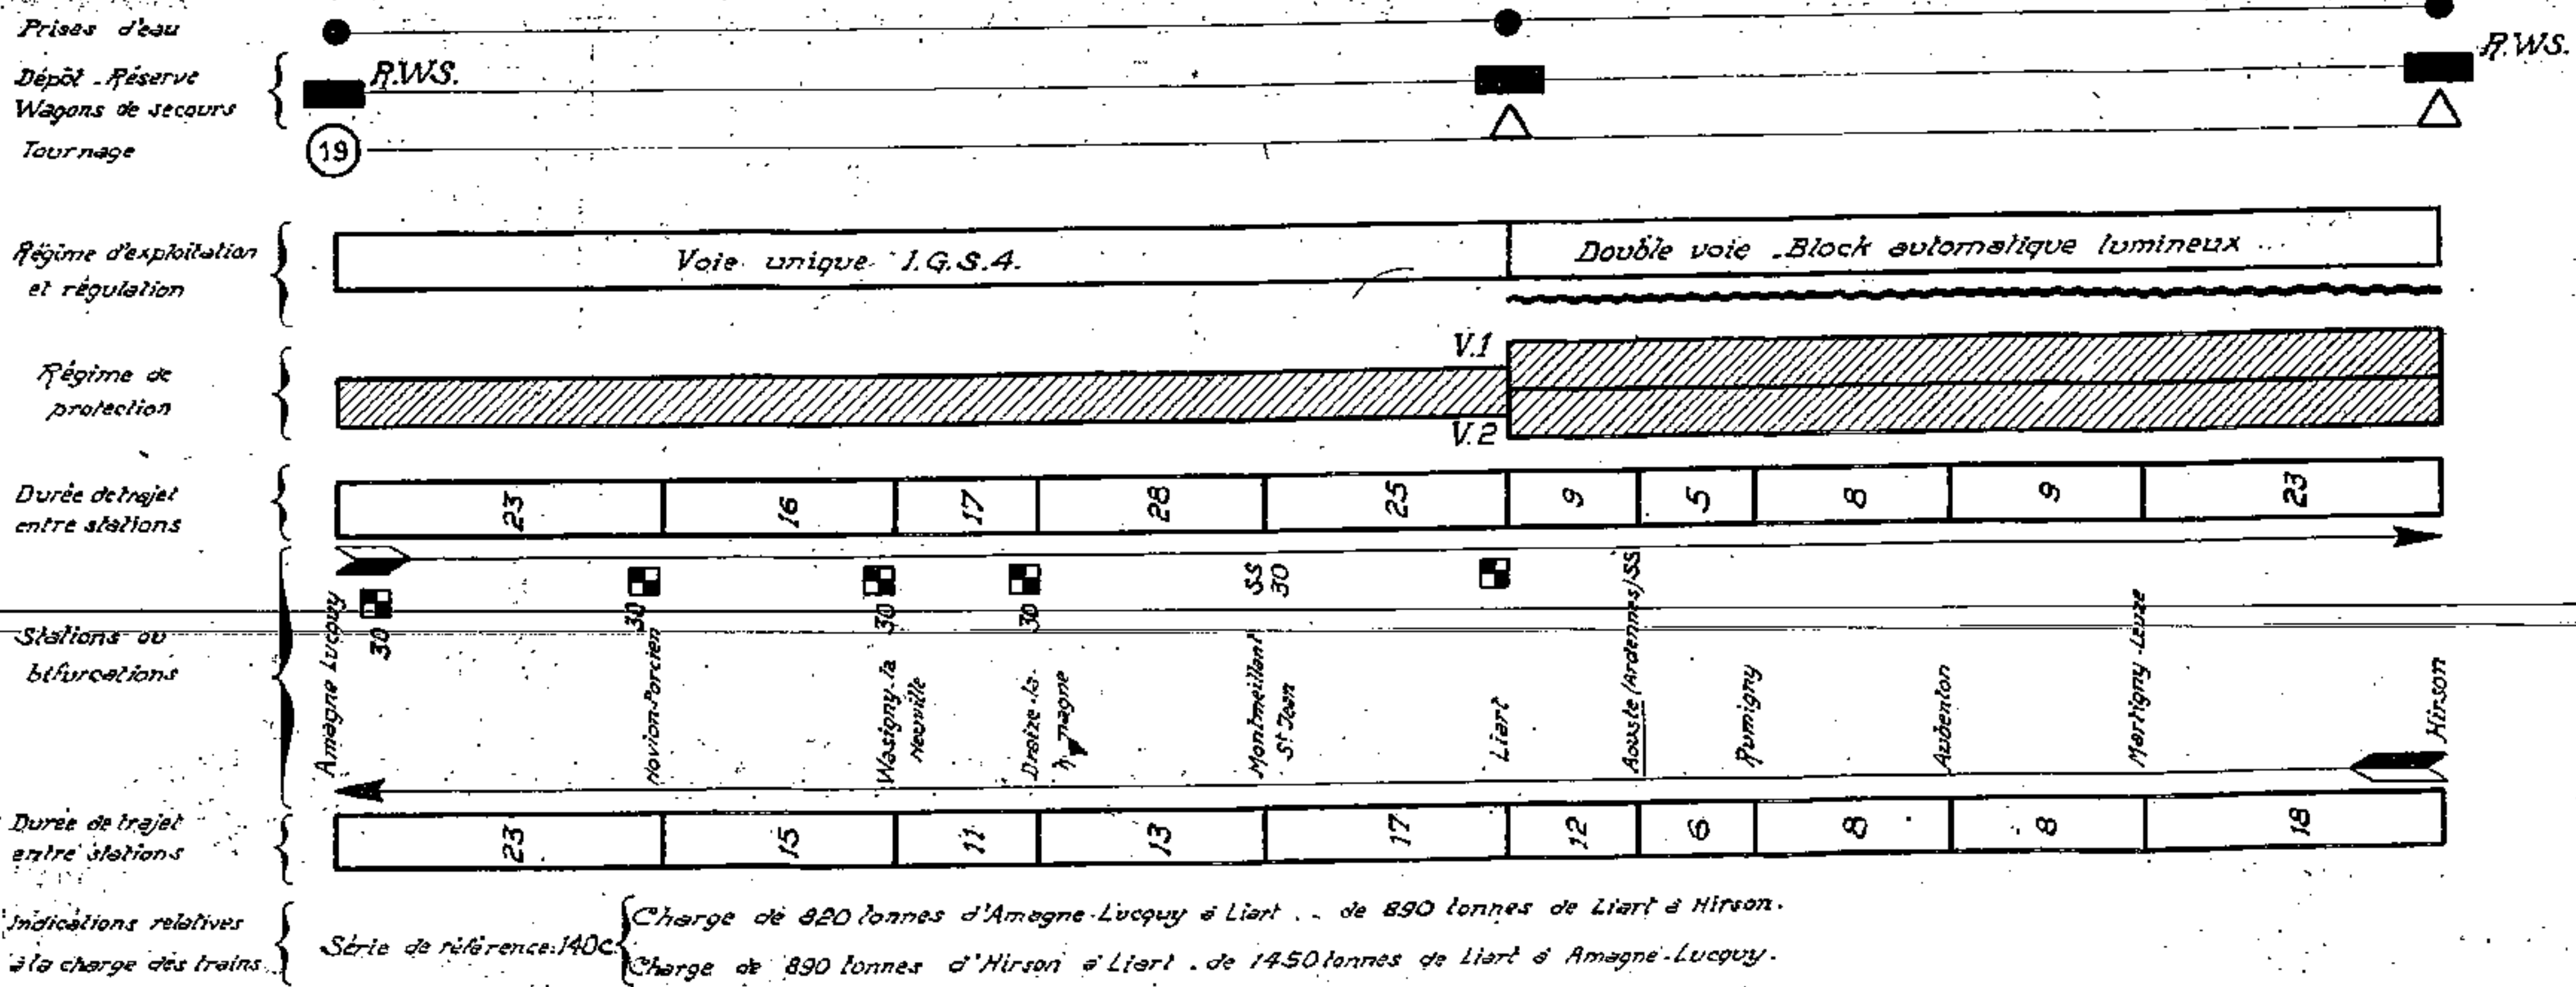 Prises d'eau
R.WS.
Dépôt - Réserve
R.WS.
Wagons de secours
Tournage
19
Régime d'exploitation
et régulation
Voie unique I.G.S.4.
Double voie - Block automatique lumineux
Régime de
protection
V.1
V.2
Durée de trajet
entre stations
23 16 17 28 25 9 5 8 9 23
Stations ou
bifurcations
30 30 30 30
SS
30
Amagne Lucquy
Novion-Porcien
Wasigny-la
Neuville
Draize-la-
Montmeillant
St Jean
Liart
Aouste (Ardennes) SS
Rumigny
Aubenton
Martigny-Leuze
Hirson
Durée de trajet
entre stations
23 15 11 13 17 12 6 8 8 18
Indications relatives
à la charge des trains
Série de référence: 140c
Charge de 820 tonnes d'Amagne-Lucquy à Liart . - de 890 tonnes de Liart à Hirson.
Charge de 890 tonnes d'Hirson à Liart . de 1450 tonnes de Liart à Amagne-Lucquy.